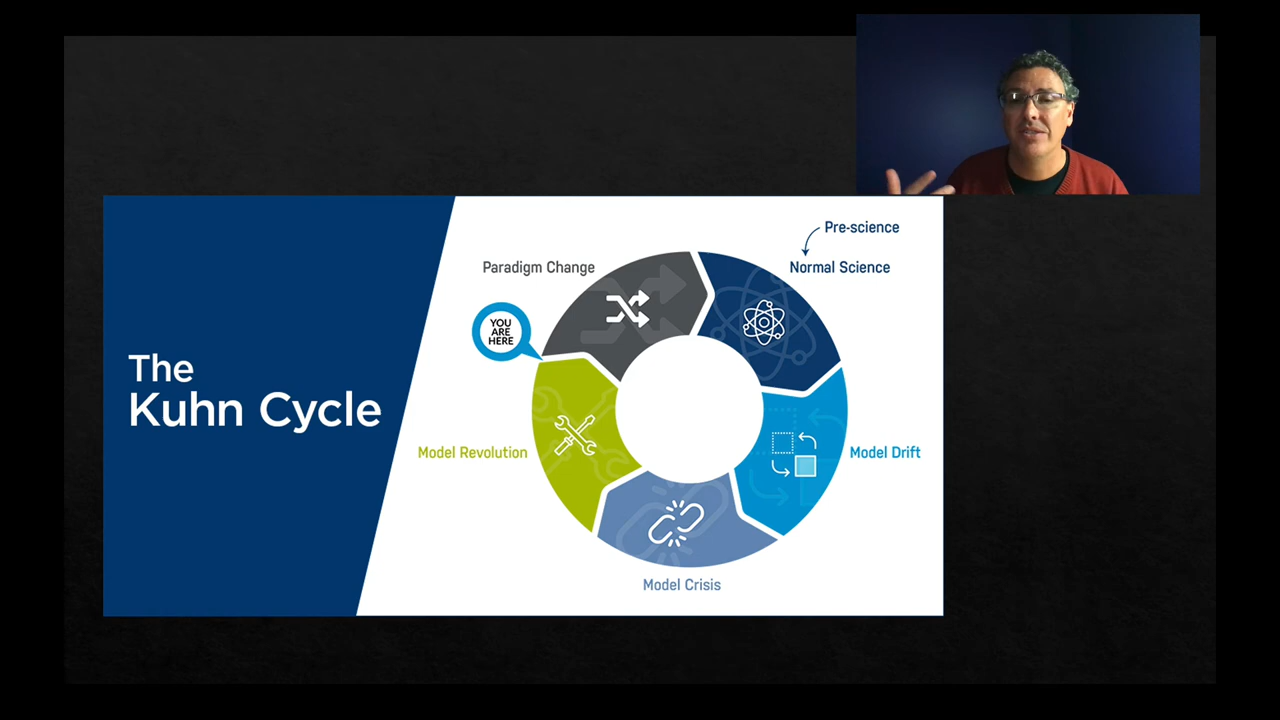 The
Kuhn Cycle
Pre-science
Normal Science
Paradigm Change
YOU
ARE
HERE
Model Revolution
Model Drift
Model Crisis